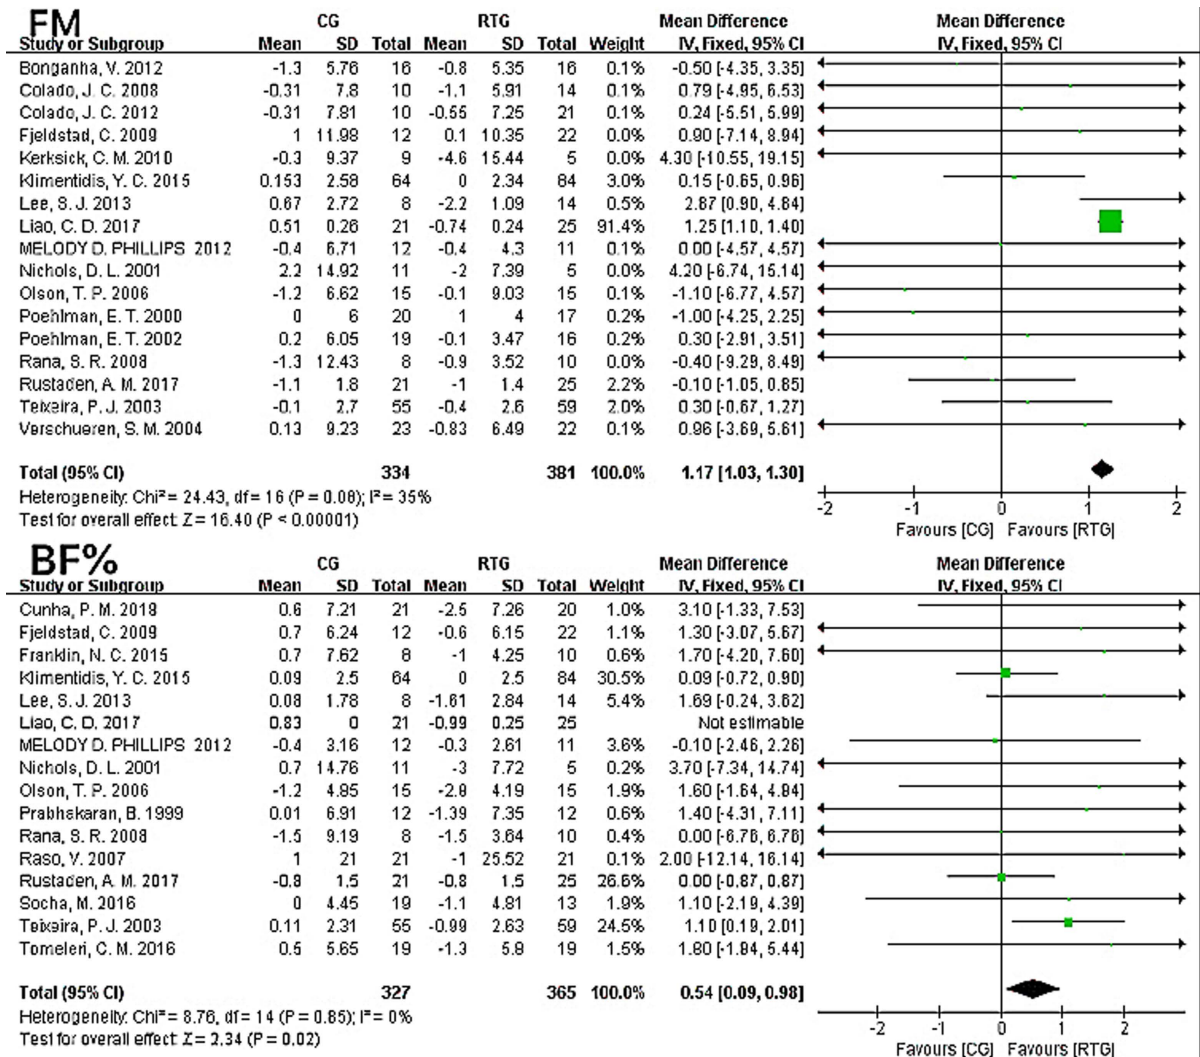 FM CG RTG Mean Difference Mean Difference
Study or Subgroup Mean SD Total Mean SD Total Weight IV, Fixed, 95% CI IV, Fixed, 95% CI
Bonganha, V. 2012 -1.3 5.76 16 -0.8 5.35 16 0.1% -0.50 [-4.35, 3.35]
Colado, J. C. 2008 -0.31 7.8 10 -1.1 5.91 14 0.1% 0.79 [-4.95, 6.53]
Colado, J. C. 2012 -0.31 7.81 10 -0.55 7.25 21 0.1% 0.24 [-5.51, 5.99]
Fjeldstad, C. 2009 1 11.98 12 0.1 10.35 22 0.0% 0.90 [-7.14, 8.94]
Kerksick, C. M. 2010 -0.3 9.37 9 -4.6 15.44 5 0.0% 4.30 [-10.55, 19.15]
Klimentidis, Y. C. 2015 0.153 2.58 64 0 2.34 84 3.0% 0.15 [-0.65, 0.96]
Lee, S. J. 2013 0.67 2.72 8 -2.2 1.09 14 0.5% 2.87 [0.90, 4.84]
Liao, C. D. 2017 0.51 0.26 21 -0.74 0.24 25 91.4% 1.25 [1.10, 1.40]
MELODY D. PHILLIPS 2012 -0.4 6.71 12 -0.4 4.3 11 0.0% 0.00 [-4.57, 4.57]
Nichols, D. L. 2001 2.2 14.92 11 -2 7.39 5 0.0% 4.20 [-6.74, 15.14]
Olson, T. P. 2006 -1.2 6.62 15 -0.1 9.03 15 0.1% -1.10 [-6.77, 4.57]
Poehlman, E. T. 2000 0 6 20 1 4 17 0.2% -1.00 [-4.25, 2.25]
Poehlman, E. T. 2002 0.2 6.05 19 -0.1 3.47 16 0.2% 0.30 [-2.91, 3.51]
Rana, S. R. 2008 -1.3 12.43 8 -0.9 3.52 10 0.0% -0.40 [-9.29, 8.49]
Rustaden, A. M. 2017 -1.1 1.8 21 -1 1.4 25 2.2% -0.10 [-1.05, 0.85]
Teixeira, P. J. 2003 -0.1 2.7 55 -0.4 2.6 59 2.0% 0.30 [-0.67, 1.27]
Verschueren, S. M. 2004 0.13 9.23 23 -0.83 6.49 22 0.1% 0.96 [-3.69, 5.61]
Total (95% CI) 334 381 100.0% 1.17 [1.03, 1.30]
Heterogeneity: Chi² = 24.43, df = 16 (P = 0.08); I² = 35%
Test for overall effect: Z = 16.40 (P < 0.00001)
-2 -1 0 1 2
Favours [CG] Favours [RTG]
BF% CG RTG Mean Difference Mean Difference
Study or Subgroup Mean SD Total Mean SD Total Weight IV, Fixed, 95% CI IV, Fixed, 95% CI
Cunha, P. M. 2018 0.6 7.21 21 -2.5 7.26 20 1.0% 3.10 [-1.33, 7.53]
Fjeldstad, C. 2009 0.7 6.24 12 -0.6 6.15 22 1.1% 1.30 [-3.07, 5.67]
Franklin, N. C. 2015 0.7 7.62 8 -1 4.25 10 0.6% 1.70 [-4.20, 7.60]
Klimentidis, Y. C. 2015 0.09 2.5 64 0 2.5 84 30.5% 0.09 [-0.72, 0.90]
Lee, S. J. 2013 0.08 1.78 8 -1.61 2.84 14 5.4% 1.69 [-0.24, 3.62]
Liao, C. D. 2017 0.83 0 21 -0.99 0.25 25 Not estimable
MELODY D. PHILLIPS 2012 -0.4 3.16 12 -0.3 2.61 11 3.6% -0.10 [-2.46, 2.26]
Nichols, D. L. 2001 0.7 14.76 11 -3 7.72 5 0.2% 3.70 [-7.34, 14.74]
Olson, T. P. 2006 -1.2 4.85 15 -2.8 4.19 15 1.9% 1.60 [-1.64, 4.84]
Prabhakaran, B. 1999 0.01 6.91 12 -1.39 7.35 12 0.6% 1.40 [-4.31, 7.11]
Rana, S. R. 2008 -1.5 9.19 8 -1.5 3.64 10 0.4% 0.00 [-6.76, 6.76]
Raso, V. 2007 1 21 21 -1 25.52 21 0.1% 2.00 [-12.14, 16.14]
Rustaden, A. M. 2017 -0.8 1.5 21 -0.8 1.5 25 26.6% 0.00 [-0.87, 0.87]
Socha, M. 2016 0 4.45 19 -1.1 4.81 13 1.9% 1.10 [-2.19, 4.39]
Teixeira, P. J. 2003 0.11 2.31 55 -0.99 2.63 59 24.5% 1.10 [0.19, 2.01]
Tomeleri, C. M. 2016 0.5 5.65 19 -1.3 5.8 19 1.5% 1.80 [-1.84, 5.44]
Total (95% CI) 327 365 100.0% 0.54 [0.09, 0.98]
Heterogeneity: Chi² = 8.76, df = 14 (P = 0.85); I² = 0%
Test for overall effect: Z = 2.34 (P = 0.02)
-2 -1 0 1 2
Favours [CG] Favours [RTG]